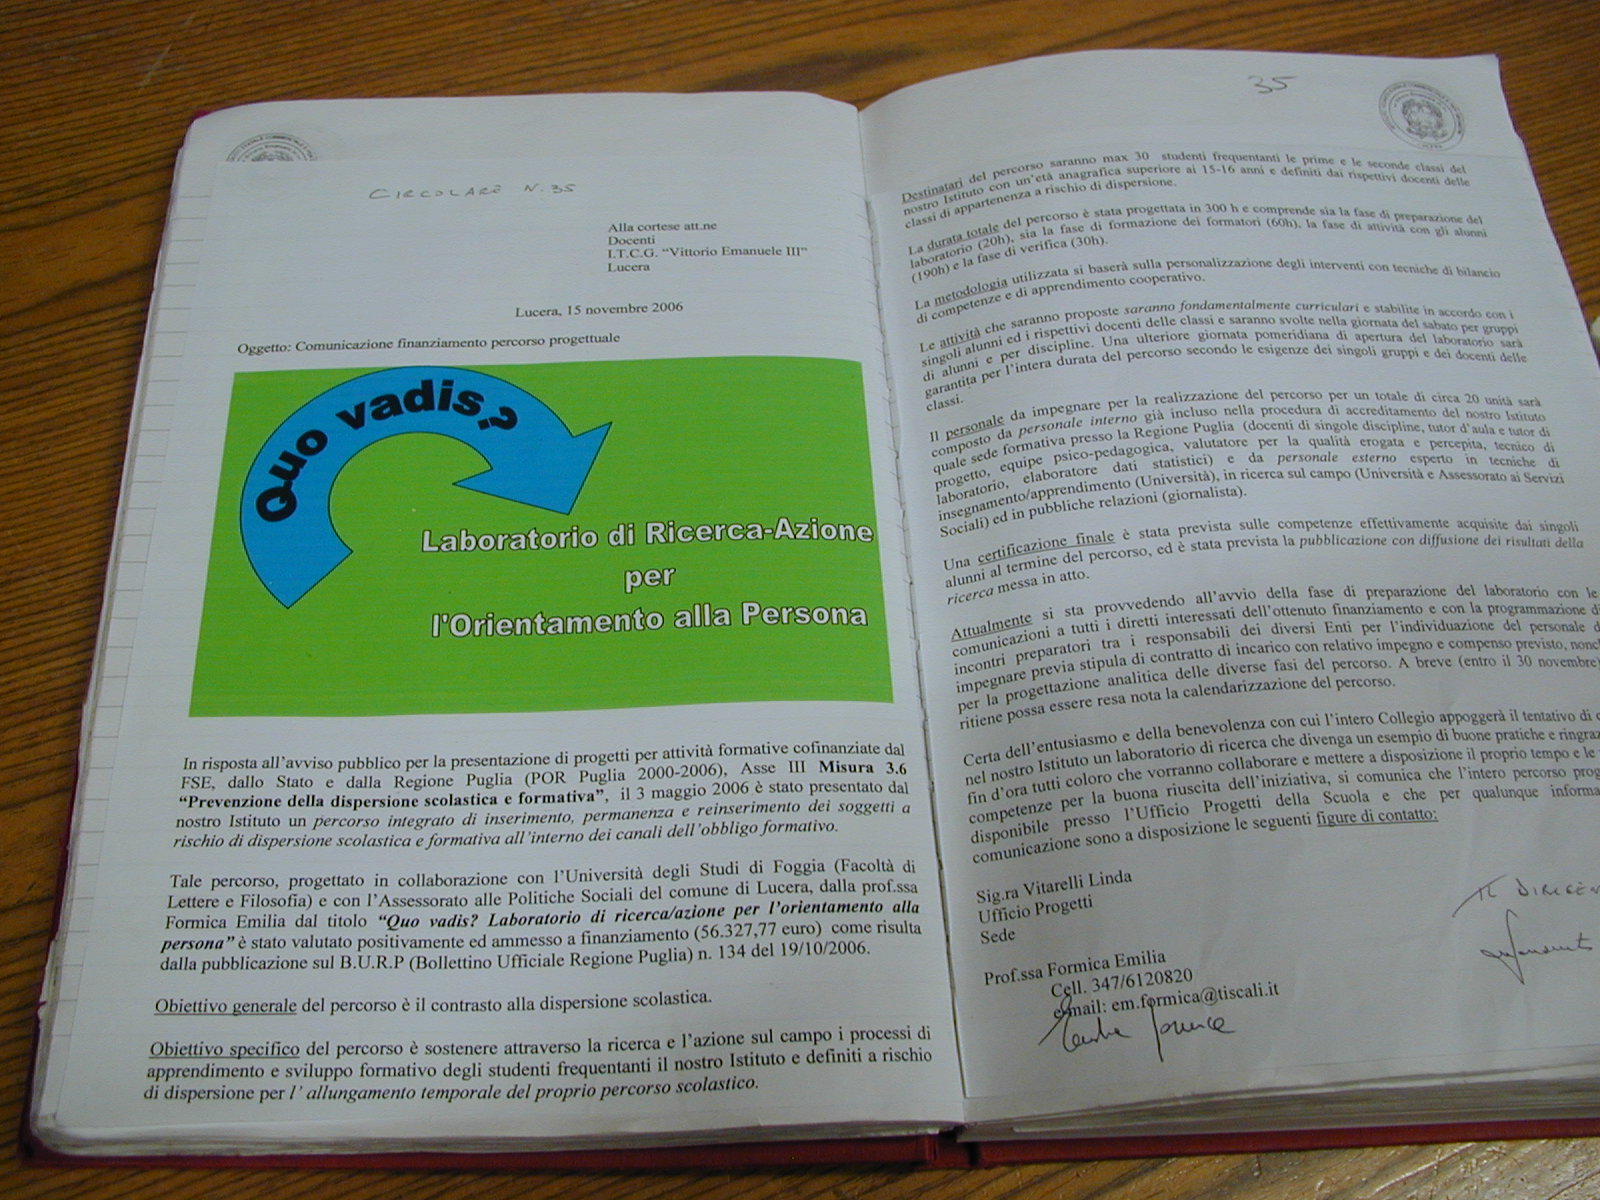 CIRCOLARE N. 35
Alla cortese att.ne
Docenti
I.T.C.G. “Vittorio Emanuele III”
Lucera
Lucera, 15 novembre 2006
Oggetto: Comunicazione finanziamento percorso progettuale
Quo vadis?
Laboratorio di Ricerca-Azione
per
l'Orientamento alla Persona
In risposta all’avviso pubblico per la presentazione di progetti per attività formative cofinanziate dal
FSE, dallo Stato e dalla Regione Puglia (POR Puglia 2000-2006), Asse III Misura 3.6
“Prevenzione della dispersione scolastica e formativa”, il 3 maggio 2006 è stato presentato dal
nostro Istituto un percorso integrato di inserimento, permanenza e reinserimento dei soggetti a
rischio di dispersione scolastica e formativa all’interno dei canali dell’obbligo formativo.
Tale percorso, progettato in collaborazione con l’Università degli Studi di Foggia (Facoltà di
Lettere e Filosofia) e con l’Assessorato alle Politiche Sociali del comune di Lucera, dalla prof.ssa
Formica Emilia dal titolo “Quo vadis? Laboratorio di ricerca/azione per l’orientamento alla
persona” è stato valutato positivamente ed ammesso a finanziamento (56.327,77 euro) come risulta
dalla pubblicazione sul B.U.R.P (Bollettino Ufficiale Regione Puglia) n. 134 del 19/10/2006.
Obiettivo generale del percorso è il contrasto alla dispersione scolastica.
Obiettivo specifico del percorso è sostenere attraverso la ricerca e l’azione sul campo i processi di
apprendimento e sviluppo formativo degli studenti frequentanti il nostro Istituto e definiti a rischio
di dispersione per l’ allungamento temporale del proprio percorso scolastico.
35
Destinatari del percorso saranno max 30 studenti frequentanti le prime e le seconde classi del
nostro Istituto con un’età anagrafica superiore ai 15-16 anni e definiti dai rispettivi docenti delle
classi di appartenenza a rischio di dispersione.
La durata totale del percorso è stata progettata in 300 h e comprende sia la fase di preparazione del
laboratorio (20h), sia la fase di formazione dei formatori (60h), la fase di attività con gli alunni
(190h) e la fase di verifica (30h).
La metodologia utilizzata si baserà sulla personalizzazione degli interventi con tecniche di bilancio
di competenze e di apprendimento cooperativo.
Le attività che saranno proposte saranno fondamentalmente curriculari e stabilite in accordo con i
singoli alunni ed i rispettivi docenti delle classi e saranno svolte nella giornata del sabato per gruppi
di alunni e per discipline. Una ulteriore giornata pomeridiana di apertura del laboratorio sarà
garantita per l’intera durata del percorso secondo le esigenze dei singoli gruppi e dei docenti delle
classi.
Il personale da impegnare per la realizzazione del percorso per un totale di circa 20 unità sarà
composto da personale interno già incluso nella procedura di accreditamento del nostro Istituto
quale sede formativa presso la Regione Puglia (docenti di singole discipline, tutor d’aula e tutor di
progetto, equipe psico-pedagogica, valutatore per la qualità erogata e percepita, tecnico di
laboratorio, elaboratore dati statistici) e da personale esterno esperto in tecniche di
insegnamento/apprendimento (Università), in ricerca sul campo (Università e Assessorato ai Servizi
Sociali) ed in pubbliche relazioni (giornalista).
Una certificazione finale è stata prevista sulle competenze effettivamente acquisite dai singoli
alunni al termine del percorso, ed è stata prevista la pubblicazione con diffusione dei risultati della
ricerca messa in atto.
Attualmente si sta provvedendo all’avvio della fase di preparazione del laboratorio con le
comunicazioni a tutti i diretti interessati dell’ottenuto finanziamento e con la programmazione di
incontri preparatori tra i responsabili dei diversi Enti per l’individuazione del personale d
impegnare previa stipula di contratto di incarico con relativo impegno e compenso previsto, nonc
per la progettazione analitica delle diverse fasi del percorso. A breve (entro il 30 novembre)
ritiene possa essere resa nota la calendarizzazione del percorso.
Certa dell’entusiasmo e della benevolenza con cui l’intero Collegio appoggerà il tentativo di
nel nostro Istituto un laboratorio di ricerca che divenga un esempio di buone pratiche e ringraz
fin d’ora tutti coloro che vorranno collaborare e mettere a disposizione il proprio tempo e le
competenze per la buona riuscita dell’iniziativa, si comunica che l’intero percorso prog
disponibile presso l’Ufficio Progetti della Scuola e che per qualunque informa
comunicazione sono a disposizione le seguenti figure di contatto:
Sig.ra Vitarelli Linda
Ufficio Progetti
Sede
Prof.ssa Formica Emilia
Cell. 347/6120820
e-mail: em.formica@tiscali.it
IL DIRIGEN